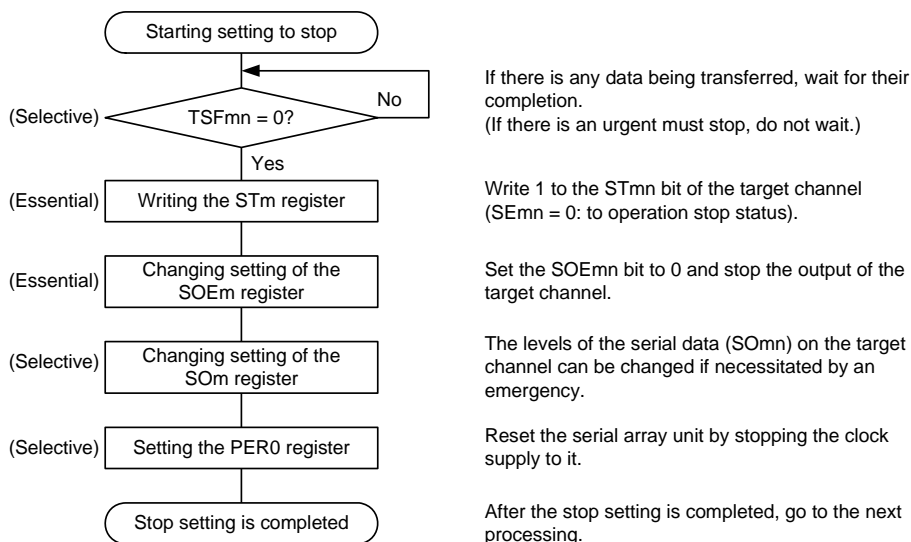 Starting setting to stop
No
If there is any data being transferred, wait for their
completion.
(If there is an urgent must stop, do not wait.)
(Selective)
TSFmn = 0?
Yes
(Essential)
Writing the STm register
Write 1 to the STmn bit of the target channel
(SEmn = 0: to operation stop status).
(Essential)
Changing setting of the
SOEm register
Set the SOEmn bit to 0 and stop the output of the
target channel.
(Selective)
Changing setting of the
SOm register
The levels of the serial data (SOmn) on the target
channel can be changed if necessitated by an
emergency.
(Selective)
Setting the PER0 register
Reset the serial array unit by stopping the clock
supply to it.
Stop setting is completed
After the stop setting is completed, go to the next
processing.